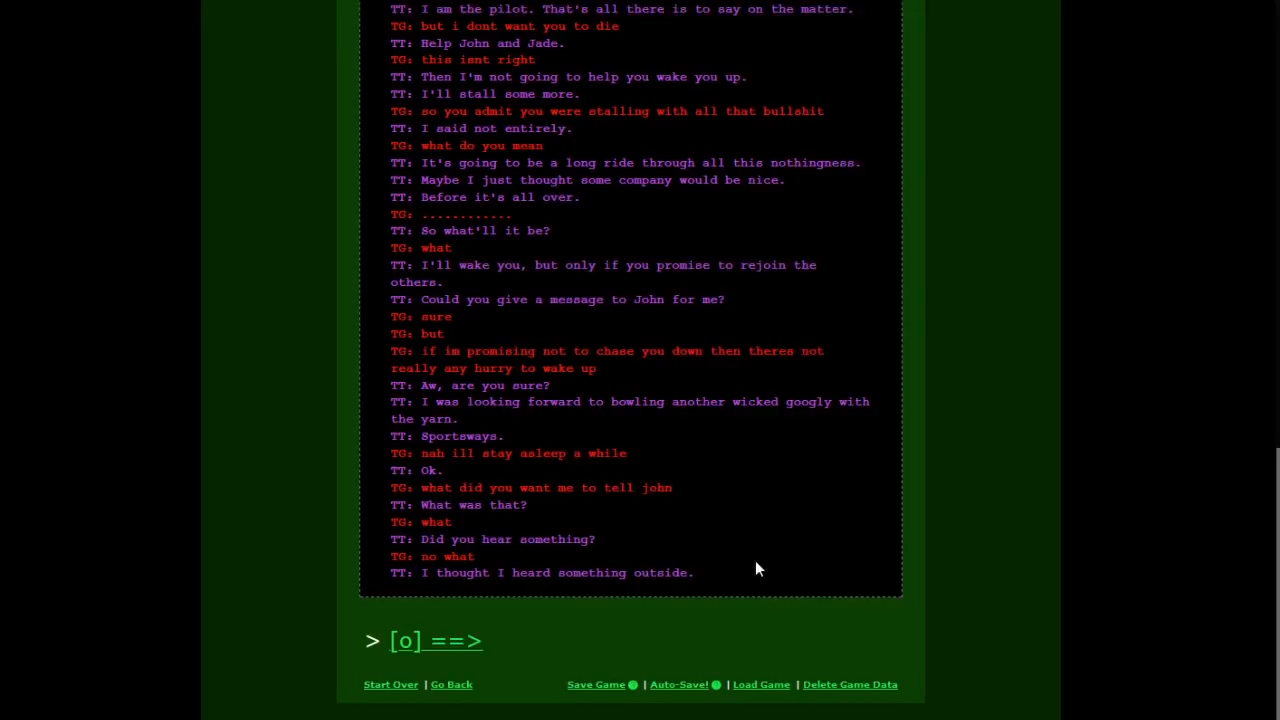 TT: I am the pilot. That's all there is to say on the matter.
TG: but i dont want you to die
TT: Help John and Jade.
TG: this isnt right
TT: Then I'm not going to help you wake you up.
TT: I'll stall some more.
TG: so you admit you were stalling with all that bullshit
TT: I said not entirely.
TG: what do you mean
TT: It's going to be a long ride through all this nothingness.
TT: Maybe I just thought some company would be nice.
TT: Before it's all over.
TG: ............
TT: So what'll it be?
TG: what
TT: I'll wake you, but only if you promise to rejoin the
others.
TT: Could you give a message to John for me?
TG: sure
TG: but
TG: if im promising not to chase you down then theres not
really any hurry to wake up
TT: Aw, are you sure?
TT: I was looking forward to bowling another wicked googly with
the yarn.
TT: Sportsways.
TG: nah ill stay asleep a while
TT: Ok.
TG: what did you want me to tell john
TT: What was that?
TG: what
TT: Did you hear something?
TG: no what
TT: I thought I heard something outside.
> [o] ==>
Start Over | Go Back Save Game | Auto-Save! | Load Game | Delete Game Data